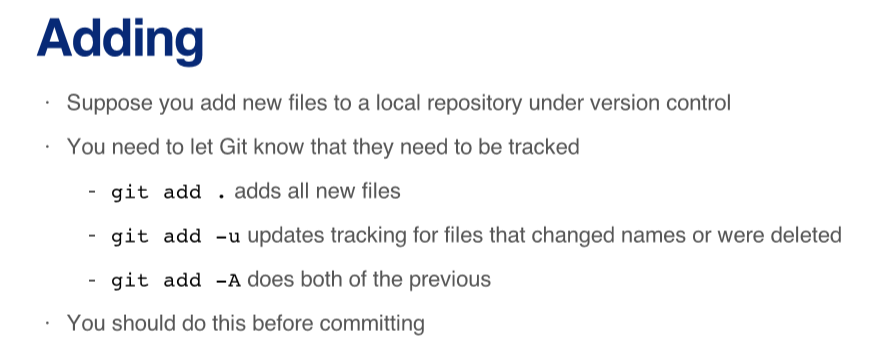 Adding
· Suppose you add new files to a local repository under version control
· You need to let Git know that they need to be tracked
- git add . adds all new files
- git add -u updates tracking for files that changed names or were deleted
- git add -A does both of the previous
· You should do this before committing